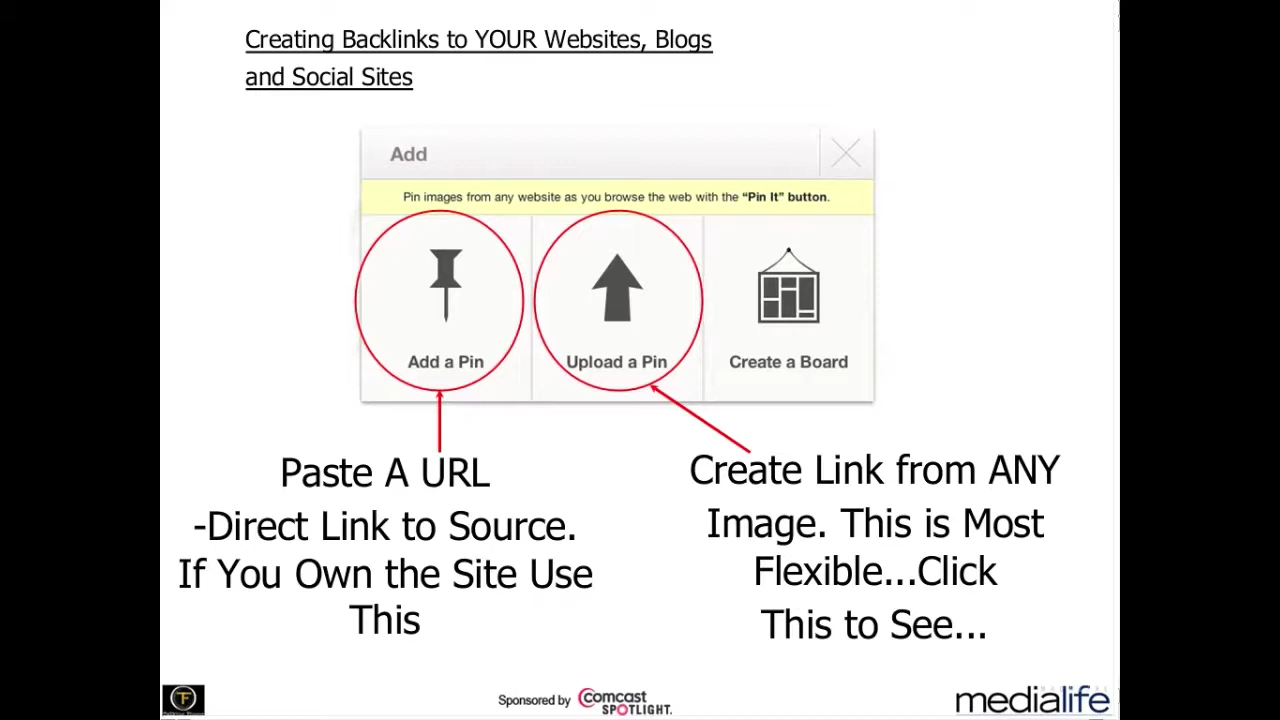 Creating Backlinks to YOUR Websites, Blogs
and Social Sites
Add
Pin images from any website as you browse the web with the “Pin It” button.
Add a Pin
Upload a Pin
Create a Board
Paste A URL
-Direct Link to Source.
If You Own the Site Use
This
Create Link from ANY
Image. This is Most
Flexible...Click
This to See...
Sponsored by
Comcast
SPOTLIGHT.
medialife